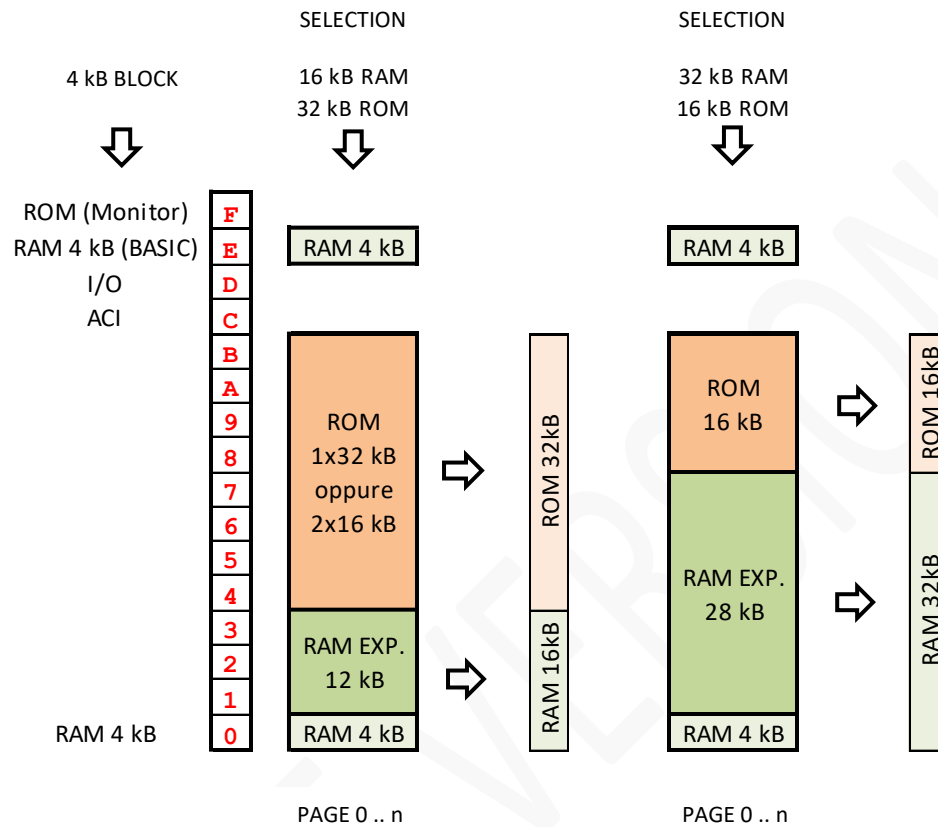 SELECTION
SELECTION
4 kB BLOCK
16 kB RAM
32 kB ROM
32 kB RAM
16 kB ROM
ROM (Monitor)
RAM 4 kB (BASIC)
I/O
ACI
RAM 4 kB
F
E
D
C
B
A
9
8
7
6
5
4
3
2
1
0
RAM 4 kB
ROM
1x32 kB
oppure
2x16 kB
RAM EXP.
12 kB
RAM 4 kB
ROM 32kB
RAM 16kB
RAM 4 kB
ROM
16 kB
RAM EXP.
28 kB
RAM 4 kB
ROM 16kB
RAM 32kB
PAGE 0 .. n
PAGE 0 .. n
VERSION